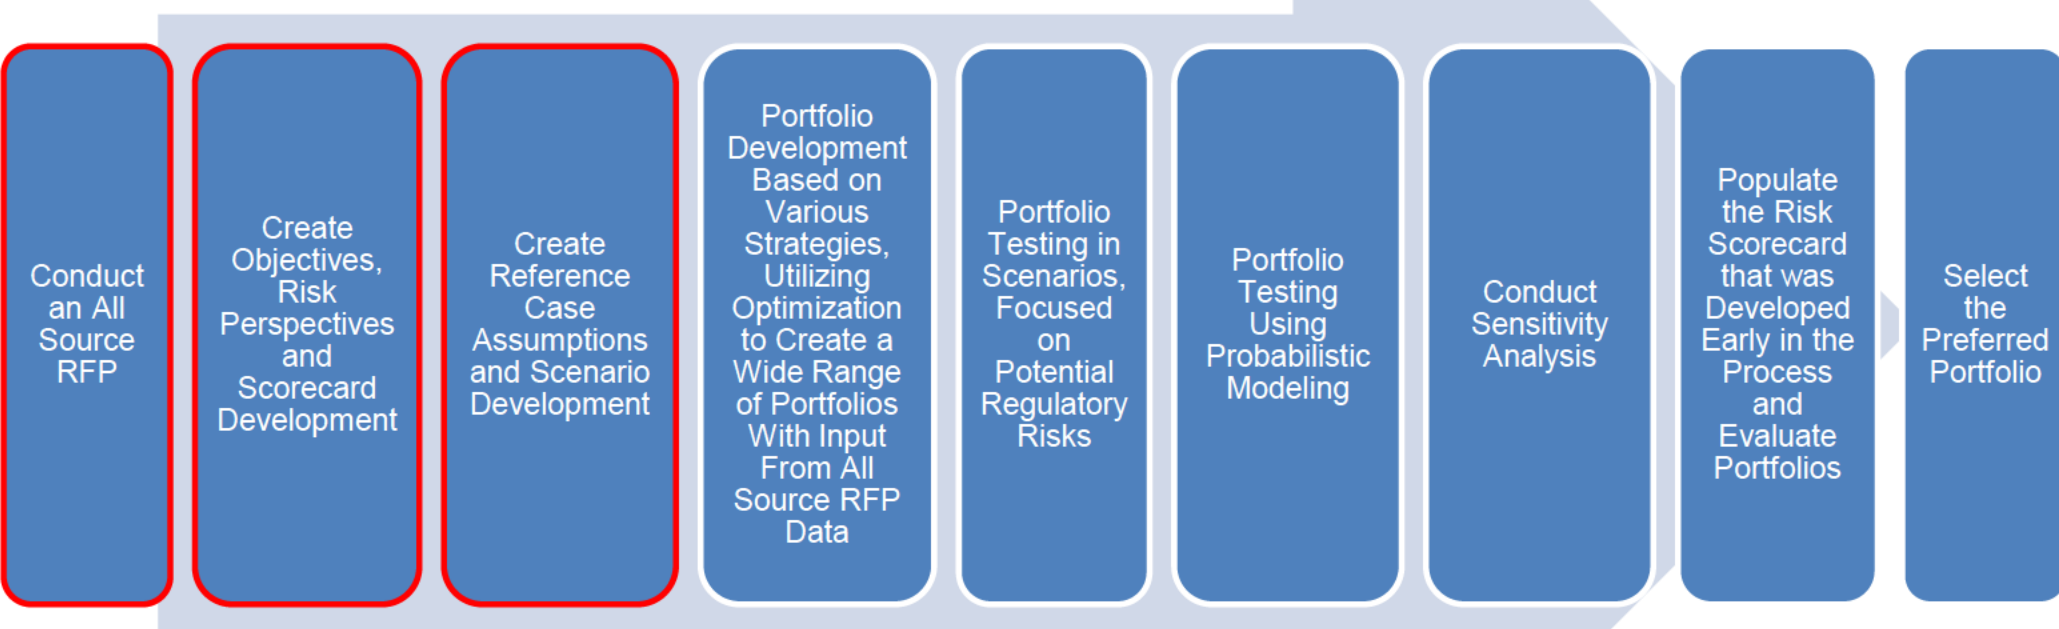 Conduct
an All
Source
RFP
Create
Objectives,
Risk
Perspectives
and
Scorecard
Development
Create
Reference
Case
Assumptions
and Scenario
Development
Portfolio
Development
Based on
Various
Strategies,
Utilizing
Optimization
to Create a
Wide Range
of Portfolios
With Input
From All
Source RFP
Data
Portfolio
Testing in
Scenarios,
Focused
on
Potential
Regulatory
Risks
Portfolio
Testing
Using
Probabilistic
Modeling
Conduct
Sensitivity
Analysis
Populate
the Risk
Scorecard
that was
Developed
Early in the
Process
and
Evaluate
Portfolios
Select
the
Preferred
Portfolio